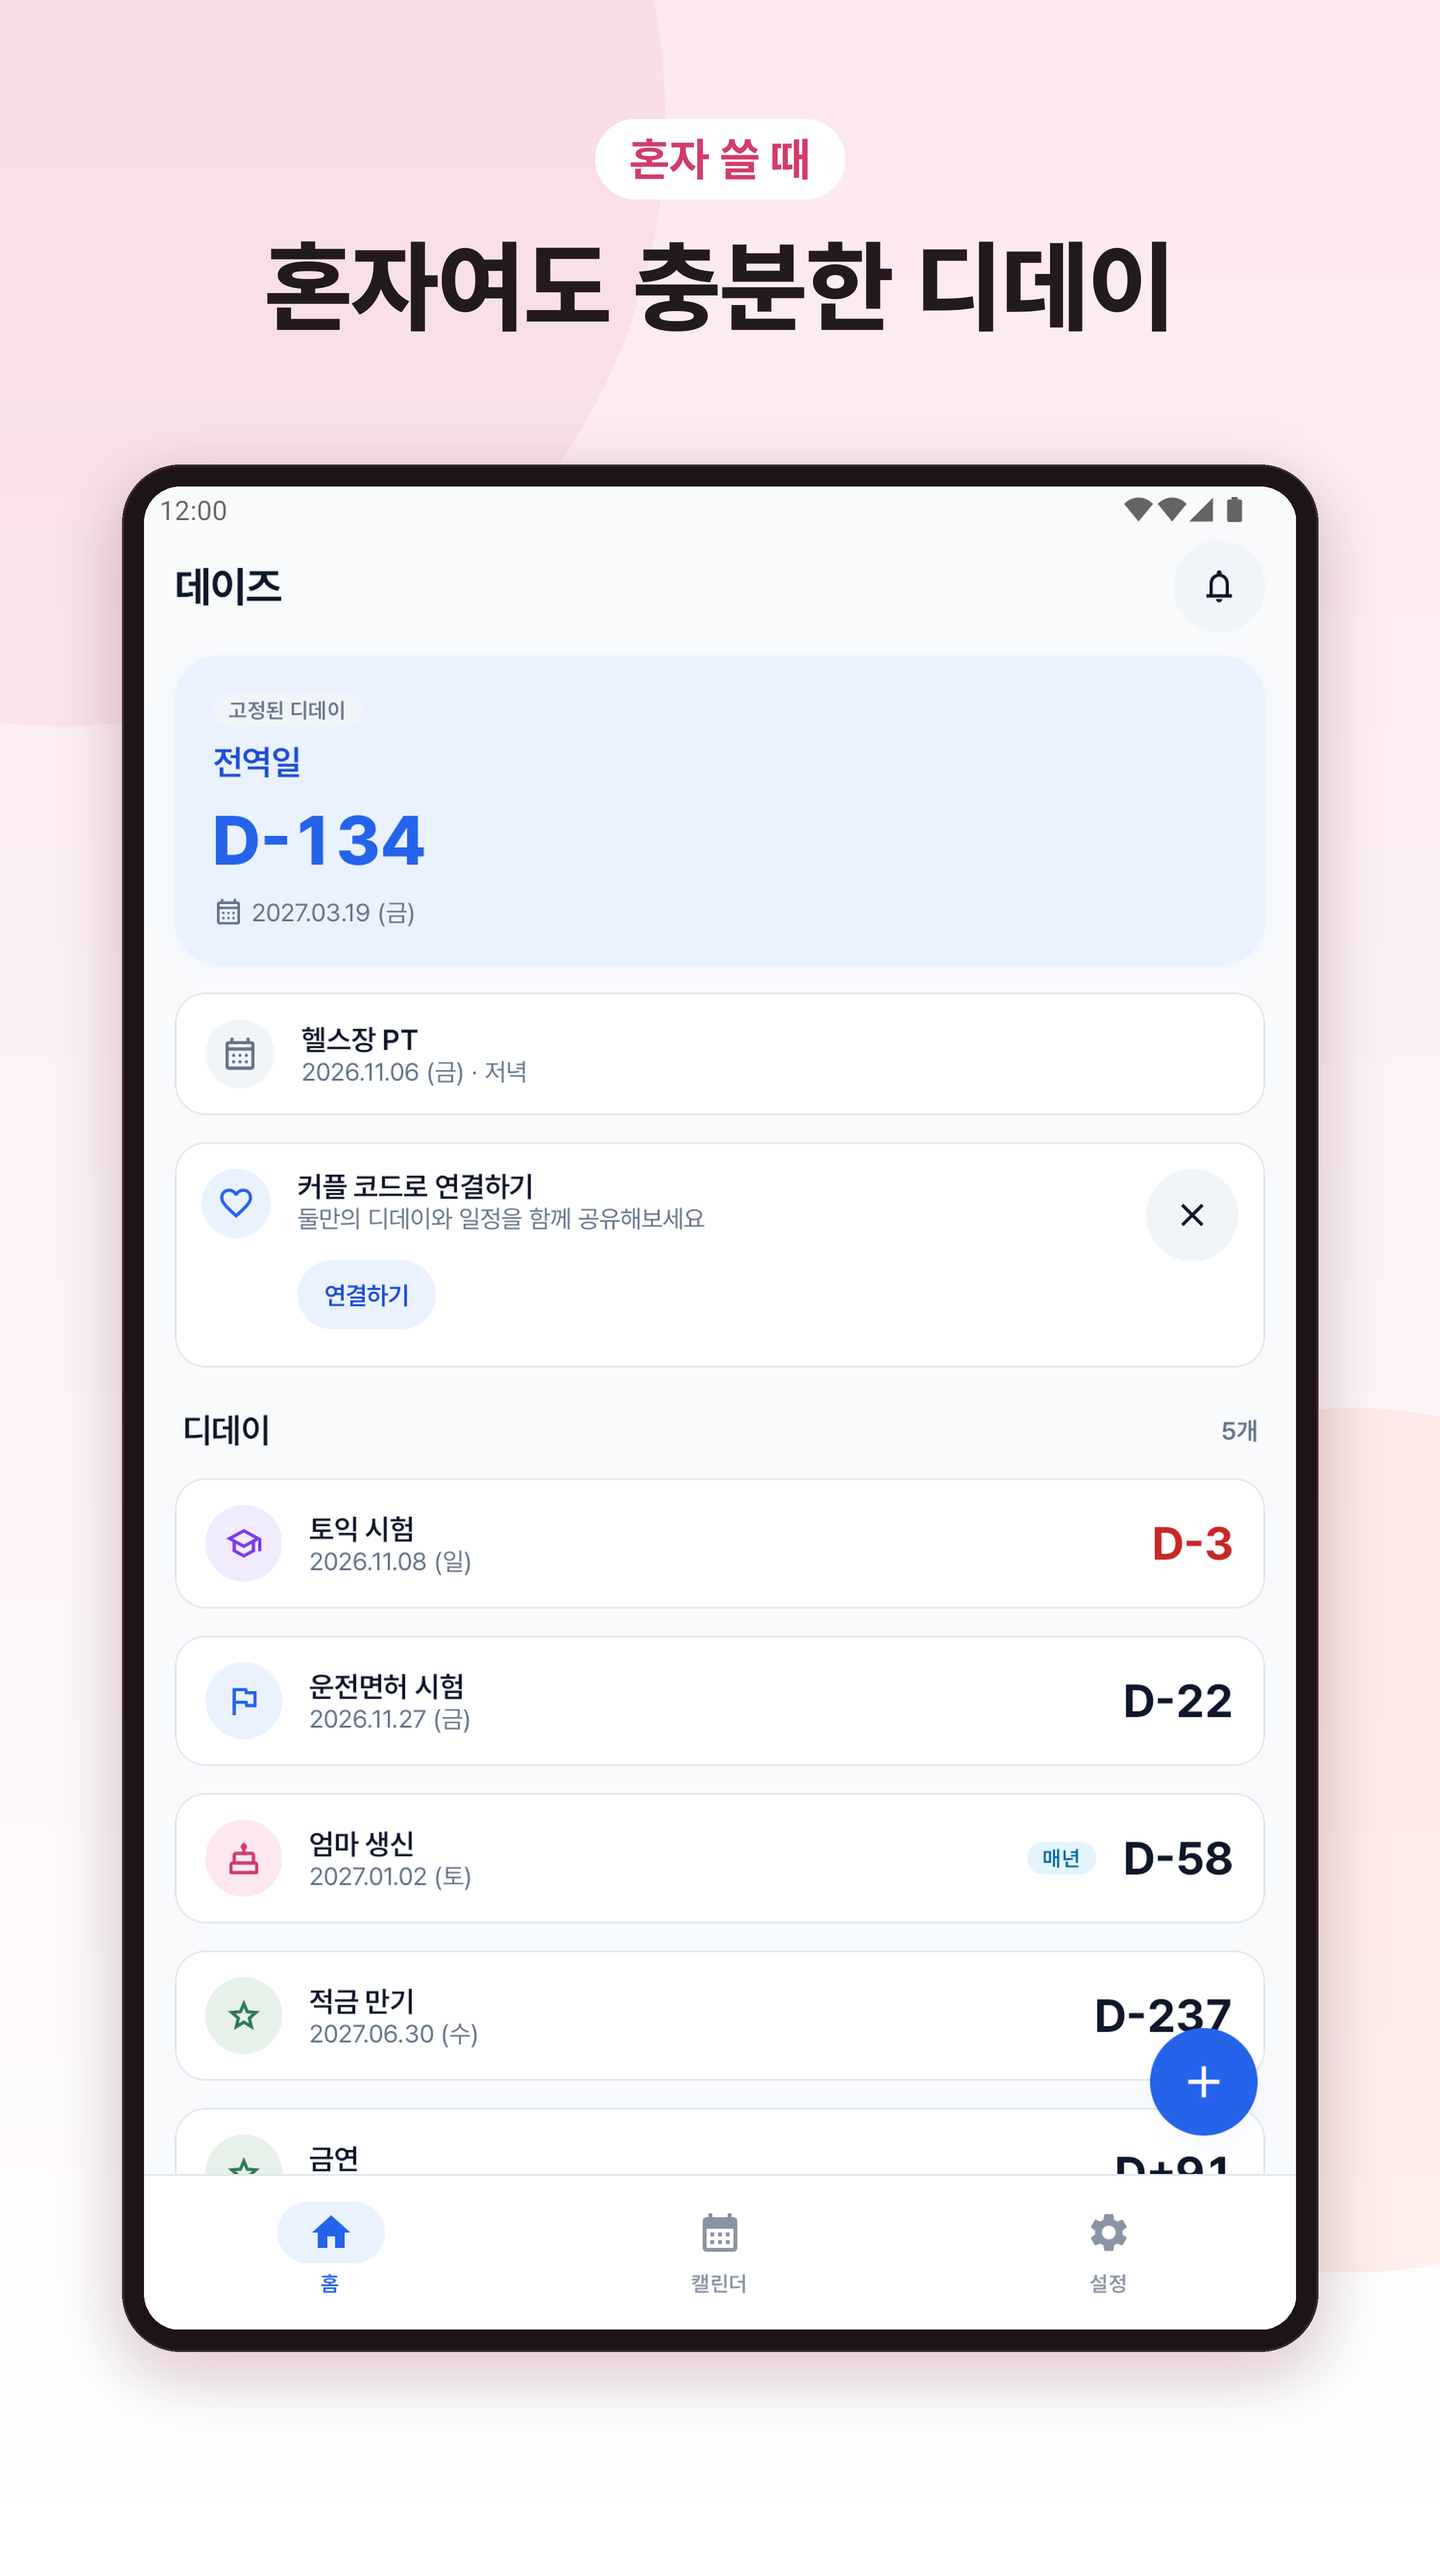 혼자 쓸 때
혼자여도 충분한 디데이
12:00
데이즈
고정된 디데이
전역일
D-134
2027.03.19 (금)
헬스장 PT
2026.11.06 (금) · 저녁
커플 코드로 연결하기
둘만의 디데이와 일정을 함께 공유해보세요
연결하기
디데이 5개
토익 시험
D-3
2026.11.08 (일)
운전면허 시험
D-22
2026.11.27 (금)
엄마 생신
매년 D-58
2027.01.02 (토)
적금 만기
D-237
2027.06.30 (수)
금연
D+91
홈 캘린더 설정